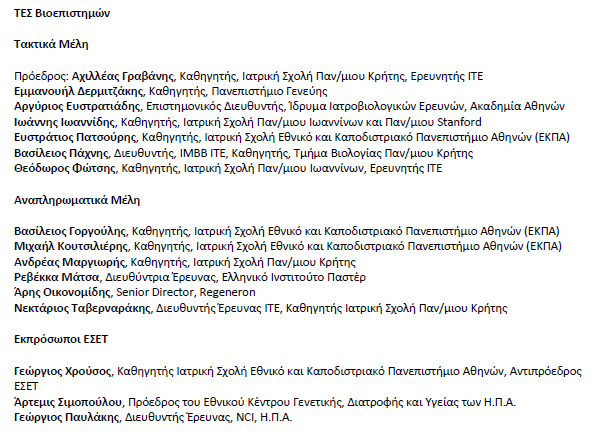 ΤΕΣ Βιοεπιστημών
Τακτικά Μέλη
Πρόεδρος: Αχιλλέας Γραβάνης, Καθηγητής, Ιατρική Σχολή Παν/μιου Κρήτης, Ερευνητής ΙΤΕ
Εμμανουήλ Δερμιτζάκης, Καθηγητής, Πανεπιστήμιο Γενεύης
Αργύριος Ευστρατιάδης, Επιστημονικός Διευθυντής, Ίδρυμα Ιατροβιολογικών Ερευνών, Ακαδημία Αθηνών
Ιωάννης Ιωαννίδης, Καθηγητής, Ιατρική Σχολή Παν/μιου Ιωαννίνων και Παν/μιου Stanford
Ευστράτιος Πατσούρης, Καθηγητής, Ιατρική Σχολή Εθνικό και Καποδιστριακό Πανεπιστήμιο Αθηνών (ΕΚΠΑ)
Βασίλειος Πάχνης, Διευθυντής, IMBB ΙΤΕ, Καθηγητής, Τμήμα Βιολογίας Παν/μιου Κρήτης
Θεόδωρος Φώτσης, Καθηγητής, Ιατρική Σχολή Παν/μιου Ιωαννίνων, Ερευνητής ΙΤΕ
Αναπληρωματικά Μέλη
Βασίλειος Γοργούλης, Καθηγητής, Ιατρική Σχολή Εθνικό και Καποδιστριακό Πανεπιστήμιο Αθηνών (ΕΚΠΑ)
Μιχαήλ Κουτσιλιέρης, Καθηγητής, Ιατρική Σχολή Εθνικό και Καποδιστριακό Πανεπιστήμιο Αθηνών (ΕΚΠΑ)
Ανδρέας Μαργιωρής, Καθηγητής, Ιατρική Σχολή Παν/μιου Κρήτης
Ρεβέκκα Μάτσα, Διευθύντρια Έρευνας, Ελληνικό Ινστιτούτο Παστέρ
Άρης Οικονομίδης, Senior Director, Regeneron
Νεκτάριος Ταβερναράκης, Διευθυντής Έρευνας ΙΤΕ, Καθηγητής Ιατρική Σχολή Παν/μιου Κρήτης
Εκπρόσωποι ΕΣΕΤ
Γεώργιος Χρούσος, Καθηγητής Ιατρική Σχολή Εθνικό και Καποδιστριακό Πανεπιστήμιο Αθηνών, Αντιπρόεδρος
ΕΣΕΤ
Άρτεμις Σιμοπούλου, Πρόεδρος του Εθνικού Κέντρου Γενετικής, Διατροφής και Υγείας των Η.Π.Α.
Γεώργιος Παυλάκης, Διευθυντής Έρευνας, NCI, Η.Π.Α.